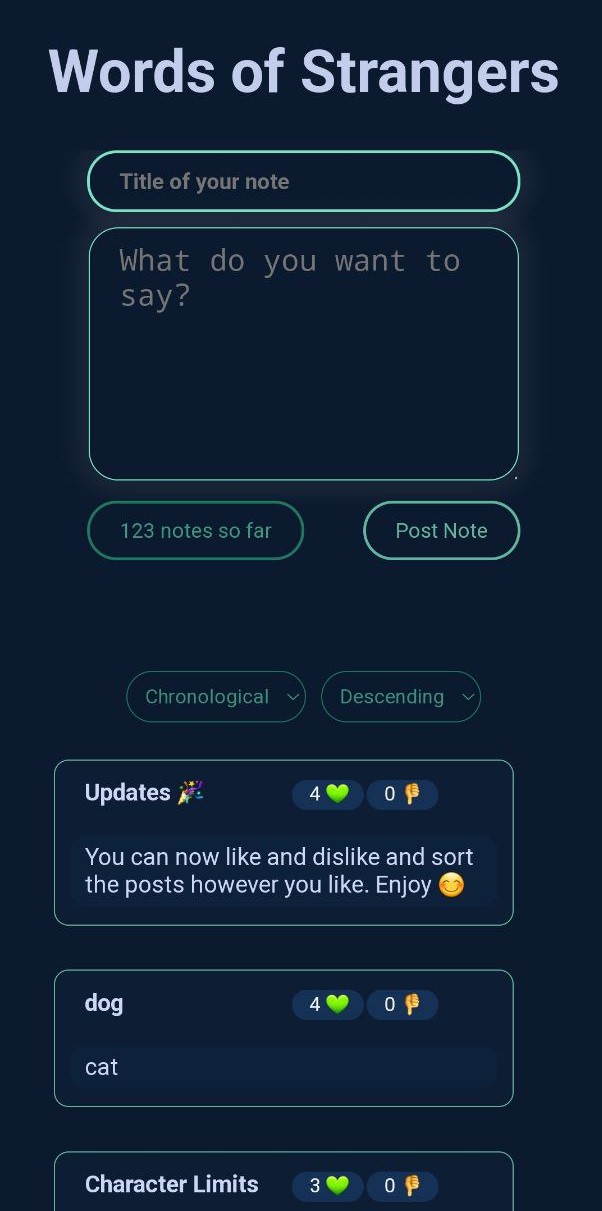 Words of Strangers
Title of your note
What do you want to
say?
123 notes so far
Post Note
Chronological
Descending
Updates 🎉
4 💚 0 👎
You can now like and dislike and sort
the posts however you like. Enjoy 😊
dog
4 💚 0 👎
cat
Character Limits
3 💚 0 👎